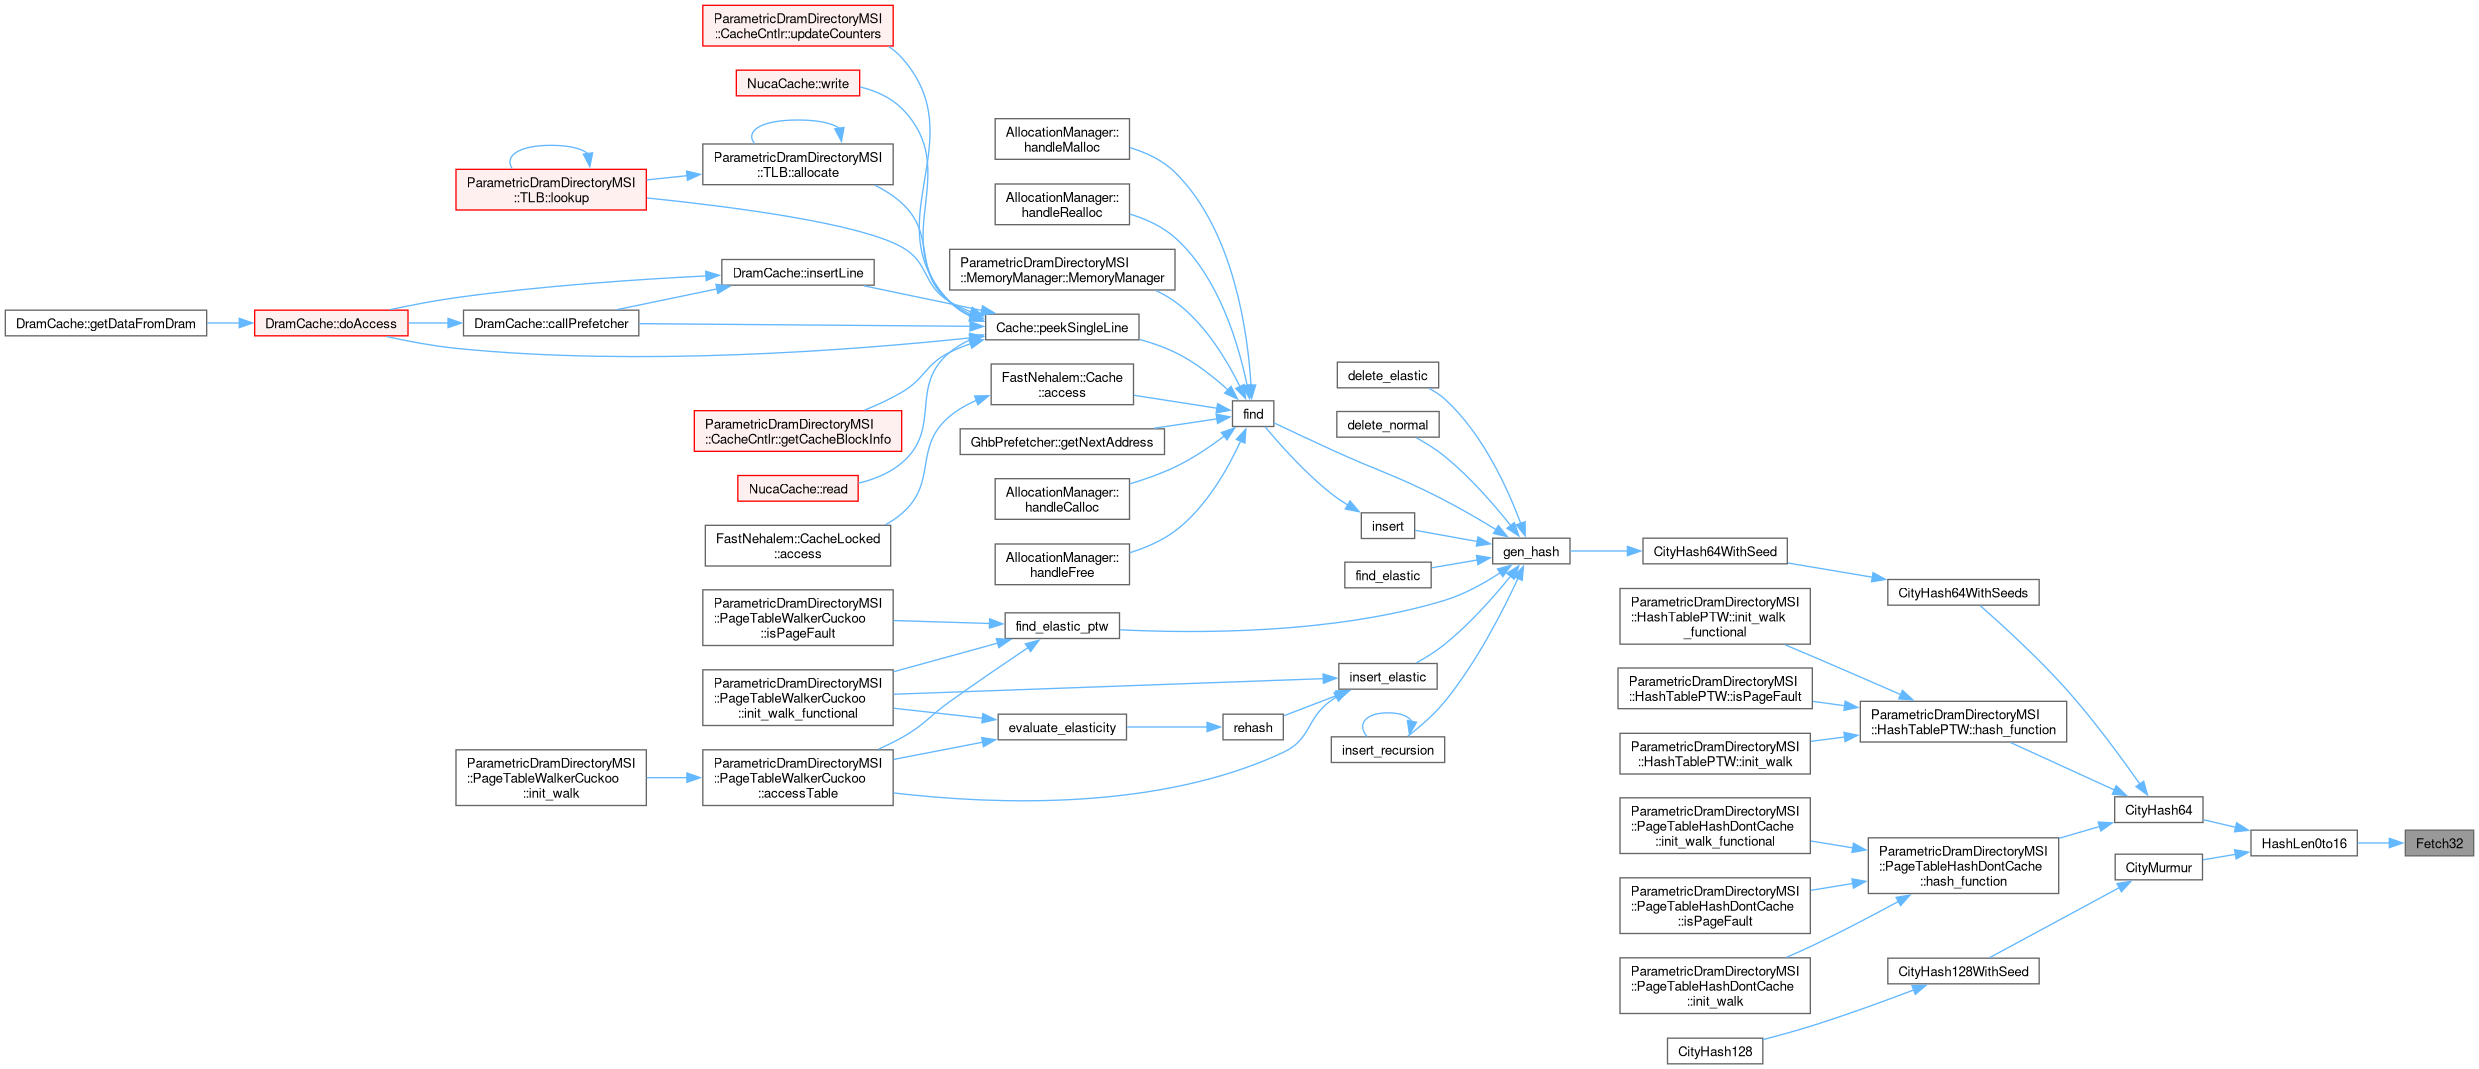 ParametricDramDirectoryMSI
::CacheCntlr::updateCounters
NucaCache::write
ParametricDramDirectoryMSI
::TLB::allocate
ParametricDramDirectoryMSI
::TLB::lookup
DramCache::insertLine
DramCache::getDataFromDram
DramCache::doAccess
DramCache::callPrefetcher
ParametricDramDirectoryMSI
::CacheCntlr::getCacheBlockInfo
NucaCache::read
FastNehalem::CacheLocked
::access
ParametricDramDirectoryMSI
::PageTableWalkerCuckoo
::isPageFault
ParametricDramDirectoryMSI
::PageTableWalkerCuckoo
::init_walk_functional
ParametricDramDirectoryMSI
::PageTableWalkerCuckoo
::init_walk
ParametricDramDirectoryMSI
::PageTableWalkerCuckoo
::accessTable
AllocationManager::
handleMalloc
AllocationManager::
handleRealloc
ParametricDramDirectoryMSI
::MemoryManager::MemoryManager
Cache::peekSingleLine
FastNehalem::Cache
::access
GhbPrefetcher::getNextAddress
AllocationManager::
handleCalloc
AllocationManager::
handleFree
find_elastic_ptw
evaluate_elasticity
find
rehash
delete_elastic
delete_normal
insert
find_elastic
insert_elastic
insert_recursion
gen_hash
CityHash64WithSeed
ParametricDramDirectoryMSI
::HashTablePTW::init_walk
_functional
ParametricDramDirectoryMSI
::HashTablePTW::isPageFault
ParametricDramDirectoryMSI
::HashTablePTW::init_walk
ParametricDramDirectoryMSI
::PageTableHashDontCache
::init_walk_functional
ParametricDramDirectoryMSI
::PageTableHashDontCache
::isPageFault
ParametricDramDirectoryMSI
::PageTableHashDontCache
::init_walk
CityHash128
CityHash64WithSeeds
ParametricDramDirectoryMSI
::HashTablePTW::hash_function
ParametricDramDirectoryMSI
::PageTableHashDontCache
::hash_function
CityHash128WithSeed
CityHash64
CityMurmur
HashLen0to16
Fetch32